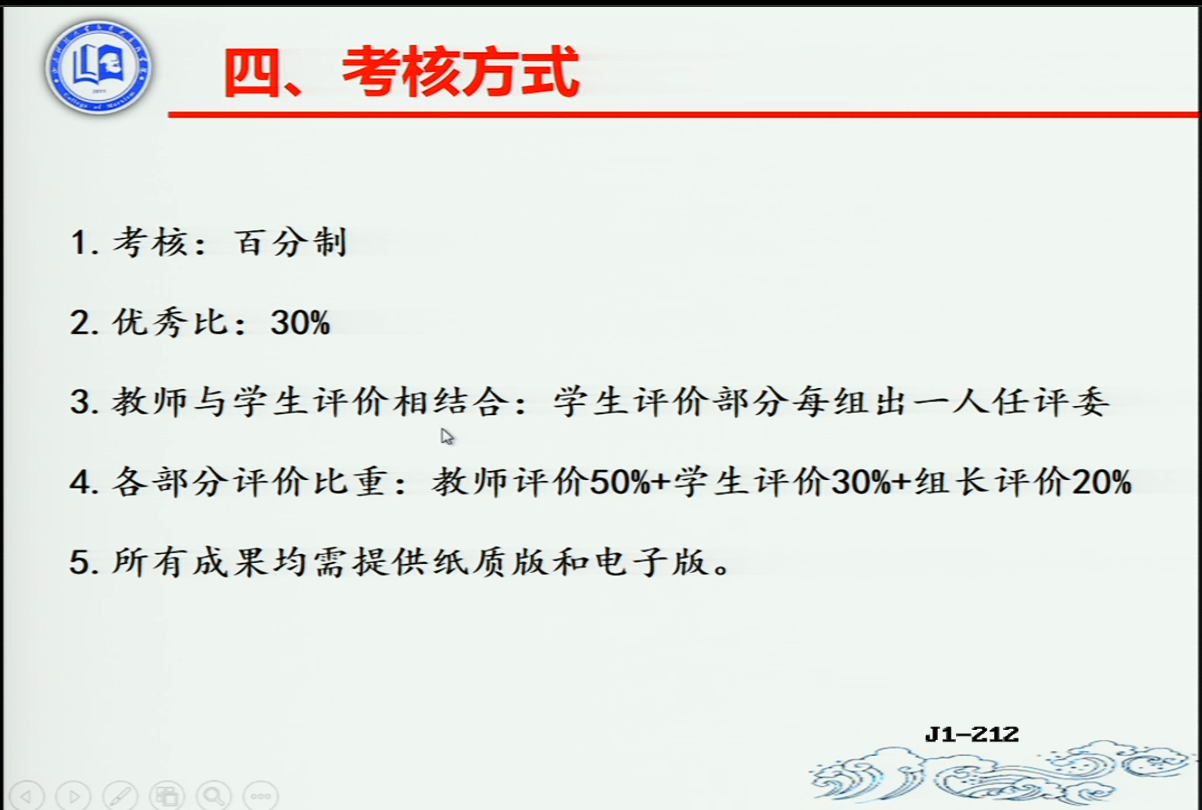 四、考核方式
1. 考核：百分制
2. 优秀比：30%
3. 教师与学生评价相结合：学生评价部分每组出一人任评委
4. 各部分评价比重：教师评价50%+学生评价30%+组长评价20%
5. 所有成果均需提供纸质版和电子版。
J1-212